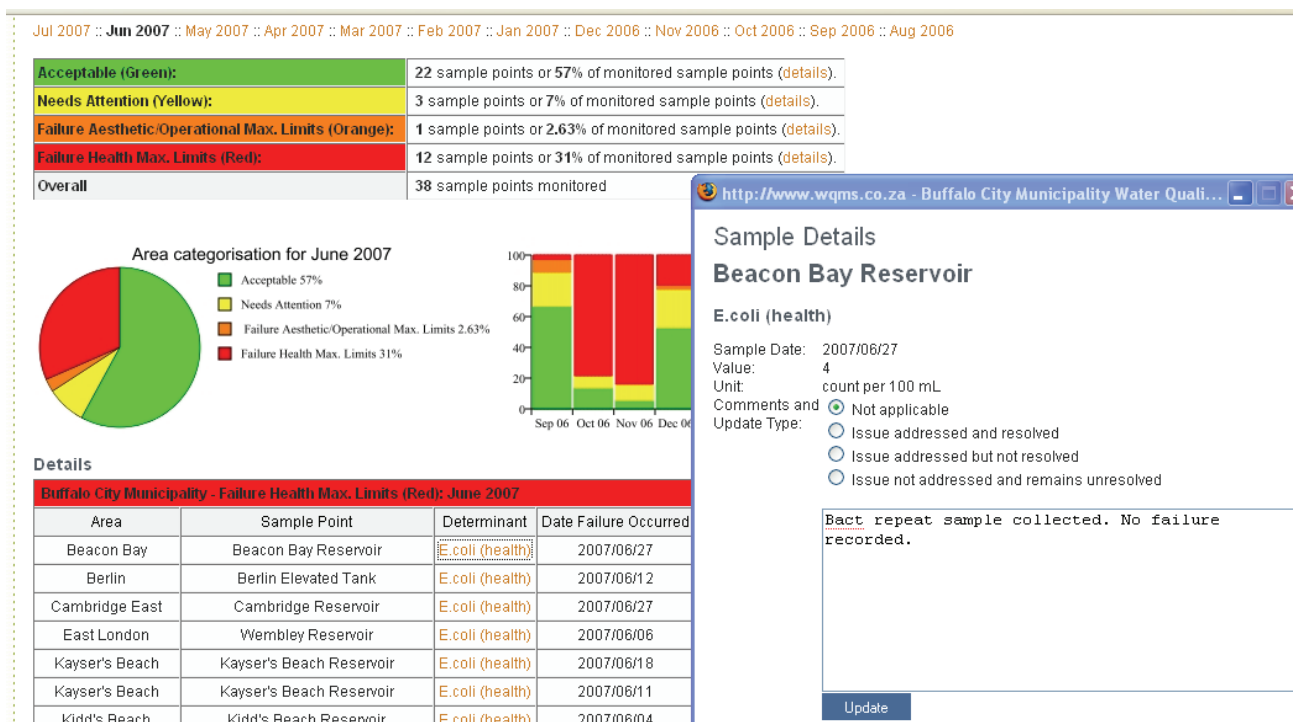 Jul 2007 :: Jun 2007 :: May 2007 :: Apr 2007 :: Mar 2007 :: Feb 2007 :: Jan 2007 :: Dec 2006 :: Nov 2006 :: Oct 2006 :: Sep 2006 :: Aug 2006
Acceptable (Green): 22 sample points or 57% of monitored sample points (details).
Needs Attention (Yellow): 3 sample points or 7% of monitored sample points (details).
Failure Aesthetic/Operational Max. Limits (Orange): 1 sample points or 2.63% of monitored sample points (details).
Failure Health Max. Limits (Red): 12 sample points or 31% of monitored sample points (details).
Overall 38 sample points monitored
Area categorisation for June 2007
Acceptable 57%
Needs Attention 7%
Failure Aesthetic/Operational Max. Limits 2.63%
Failure Health Max. Limits 31%
100
80
60
40
20
0
Sep 06 Oct 06 Nov 06 Dec 06
Details
Buffalo City Municipality - Failure Health Max. Limits (Red): June 2007
Area Sample Point Determinant Date Failure Occurred
Beacon Bay Beacon Bay Reservoir E.coli (health) 2007/06/27
Berlin Berlin Elevated Tank E.coli (health) 2007/06/12
Cambridge East Cambridge Reservoir E.coli (health) 2007/06/27
East London Wembley Reservoir E.coli (health) 2007/06/06
Kayser's Beach Kayser's Beach Reservoir E.coli (health) 2007/06/18
Kayser's Beach Kayser's Beach Reservoir E.coli (health) 2007/06/11
Kidd's Beach Kidd's Beach Reservoir E.coli (health) 2007/06/04
http://www.wqms.co.za - Buffalo City Municipality Water Quali...
Sample Details
Beacon Bay Reservoir
E.coli (health)
Sample Date: 2007/06/27
Value: 4
Unit: count per 100 mL
Comments and Update Type:
Not applicable
Issue addressed and resolved
Issue addressed but not resolved
Issue not addressed and remains unresolved
Bact repeat sample collected. No failure
recorded.
Update